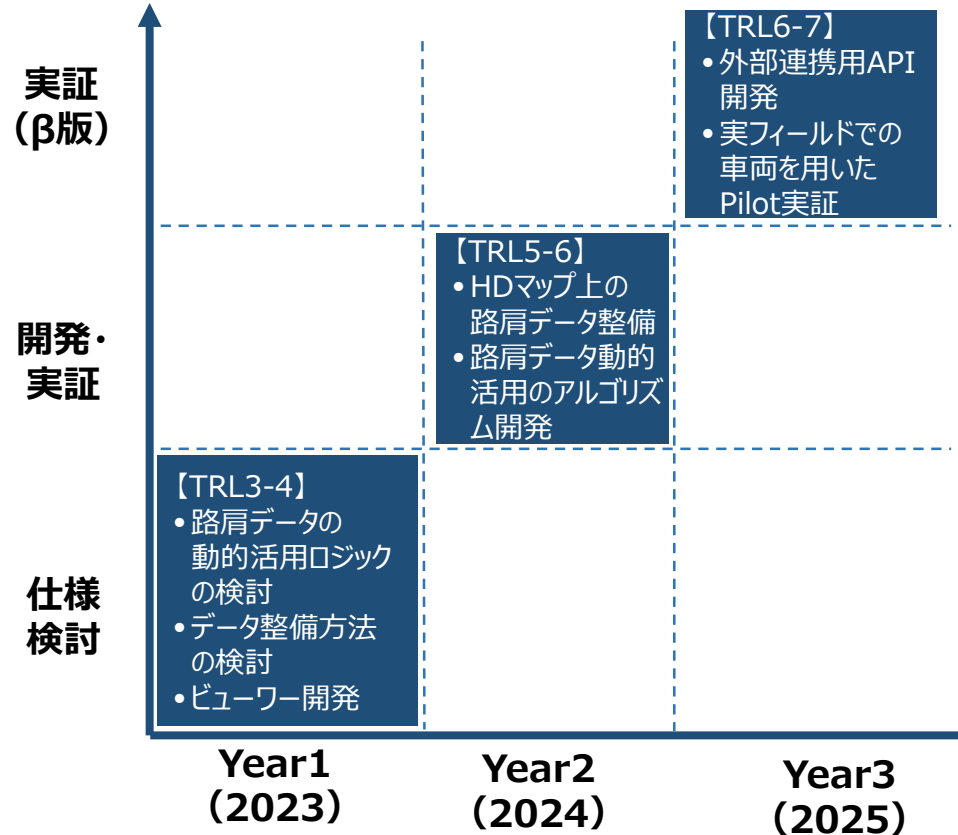 実証
（β版）
【TRL6-7】
•外部連携用API
開発
•実フィールドでの
車両を用いた
Pilot実証
開発・
実証
【TRL5-6】
•HDマップ上の
路肩データ整備
•路肩データ動的
活用のアルゴリズ
ム開発
仕様
検討
【TRL3-4】
•路肩データの
動的活用ロジック
の検討
•データ整備方法
の検討
•ビューワー開発
Year1
（2023）
Year2
（2024）
Year3
（2025）